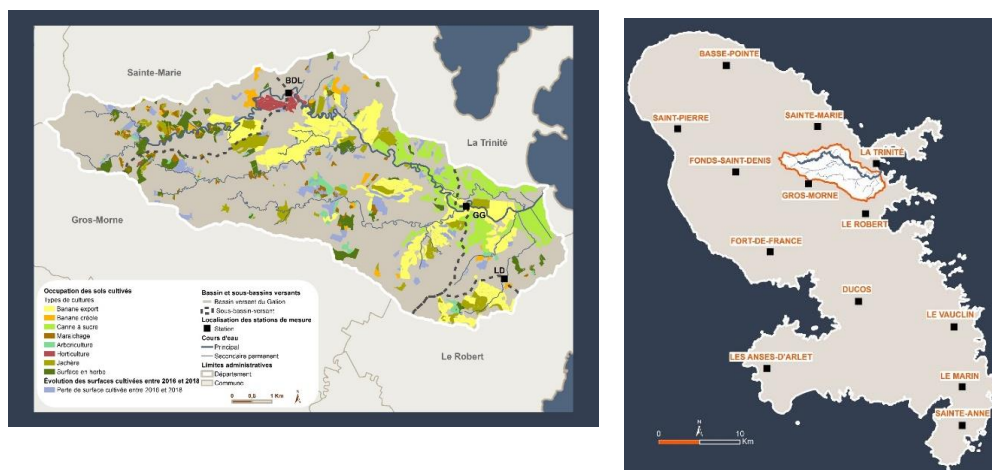 Sainte-Marie
BDL
La Trinité
Gros-Morne
GG
LD
Le Robert
Occupation des sols cultivés
Types de cultures
Banane export
Banane créole
Canne à sucre
Maraichage
Arboriculture
Horticulture
Jachère
Surface en herbe
Évolution des surfaces cultivées entre 2016 et 2018
Perte de surface cultivée entre 2016 et 2018
Bassin et sous-bassins versants
Bassin versant du Galion
Sous-bassin-versant
Localisation des stations de mesure
Station
Cours d'eau
Principal
Secondaire permanent
Limites administratives
Département
Commune
0 0,5 1 Km
BASSE-POINTE
SAINT-PIERRE
SAINTE-MARIE
FONDS-SAINT-DENIS
LA TRINITÉ
GROS-MORNE
LE ROBERT
FORT-DE-FRANCE
DUCOS
LE VAUCLIN
LES ANSES-D'ARLET
LE MARIN
SAINTE-ANNE
N
0 10
Km